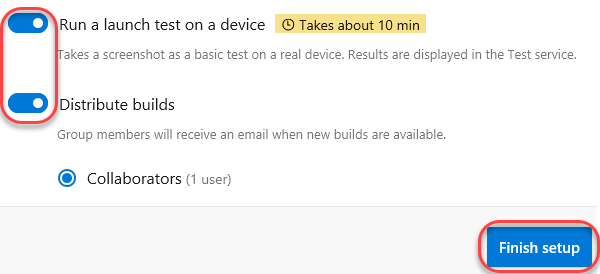 Run a launch test on a device Takes about 10 min
Takes a screenshot as a basic test on a real device. Results are displayed in the Test service.
Distribute builds
Group members will receive an email when new builds are available.
Collaborators (1 user)
Finish setup